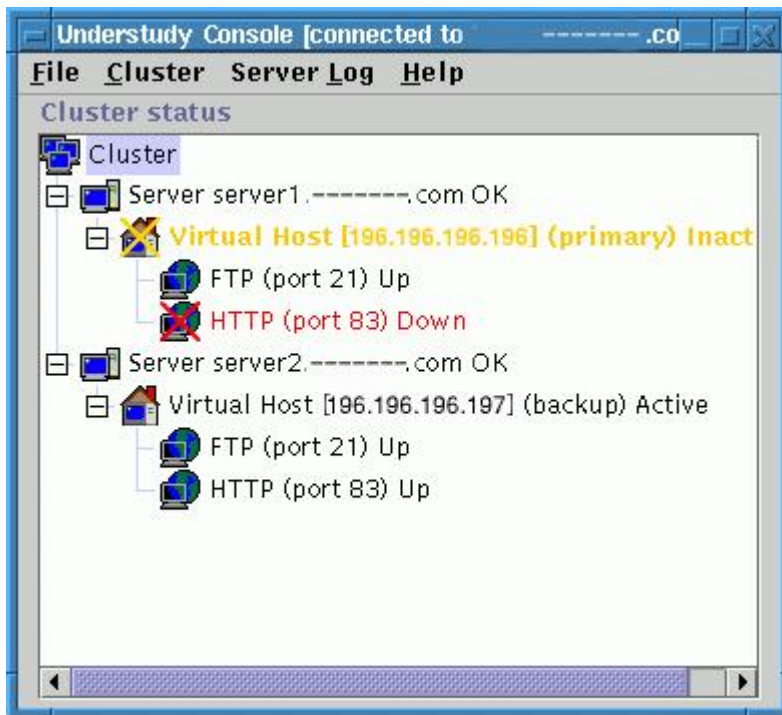 Understudy Console [connected to ------- .co
File Cluster Server Log Help
Cluster status
Cluster
Server server1.-------.com OK
Virtual Host [196.196.196.196] (primary) Inact
FTP (port 21) Up
HTTP (port 83) Down
Server server2.-------.com OK
Virtual Host [196.196.196.197] (backup) Active
FTP (port 21) Up
HTTP (port 83) Up